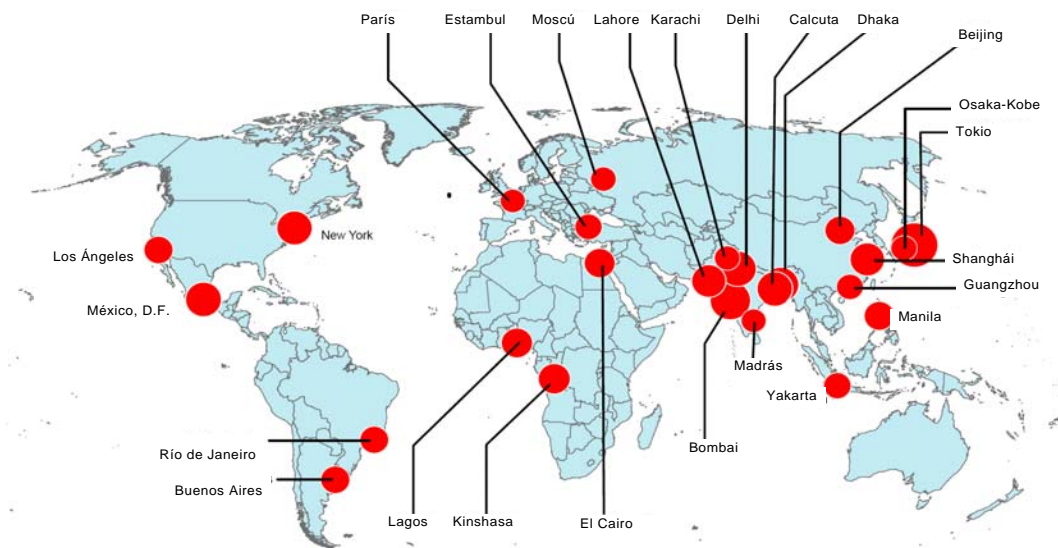 París
Estambul
Moscú
Lahore
Karachi
Delhi
Calcuta
Dhaka
Beijing
Osaka-Kobe
Tokio
New York
Los Ángeles
Shanghái
Guangzhou
México, D.F.
Manila
Madrás
Yakarta
Bombai
Río de Janeiro
Buenos Aires
Lagos
Kinshasa
El Cairo